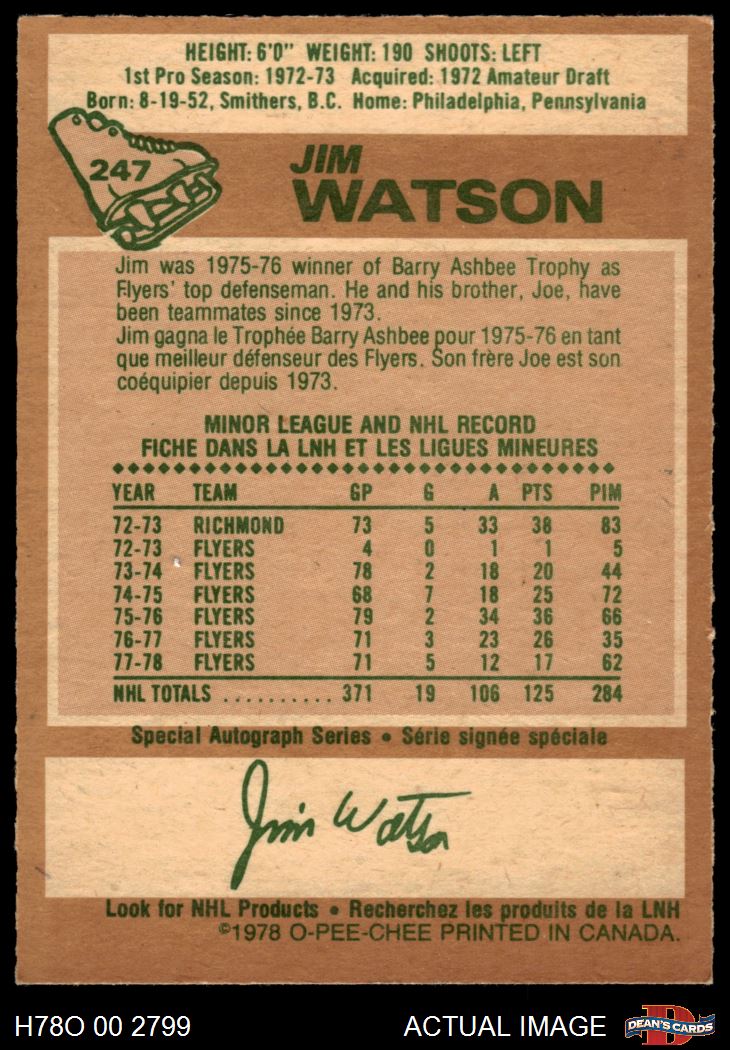 HEIGHT: 6'0" WEIGHT: 190 SHOOTS: LEFT
1st Pro Season: 1972-73 Acquired: 1972 Amateur Draft
Born: 8-19-52, Smithers, B.C. Home: Philadelphia, Pennsylvania
247
JIM
WATSON
Jim was 1975-76 winner of Barry Ashbee Trophy as
Flyers' top defenseman. He and his brother, Joe, have
been teammates since 1973.
Jim gagna le Trophée Barry Ashbee pour 1975-76 en tant
que meilleur défenseur des Flyers. Son frère Joe est son
coéquipier depuis 1973.
MINOR LEAGUE AND NHL RECORD
FICHE DANS LA LNH ET LES LIGUES MINEURES
YEAR TEAM GP G A PTS PIM
72-73 RICHMOND 73 5 33 38 83
72-73 FLYERS 4 0 1 1 5
73-74 FLYERS 78 2 18 20 44
74-75 FLYERS 68 7 18 25 72
75-76 FLYERS 79 2 34 36 66
76-77 FLYERS 71 3 23 26 35
77-78 FLYERS 71 5 12 17 62
NHL TOTALS .......... 371 19 106 125 284
Special Autograph Series • Série signée spéciale
Jim Watson
Look for NHL Products • Recherchez les produits de la LNH
©1978 O-PEE-CHEE PRINTED IN CANADA.
H78O 00 2799 ACTUAL IMAGE D DEAN'S CARDS